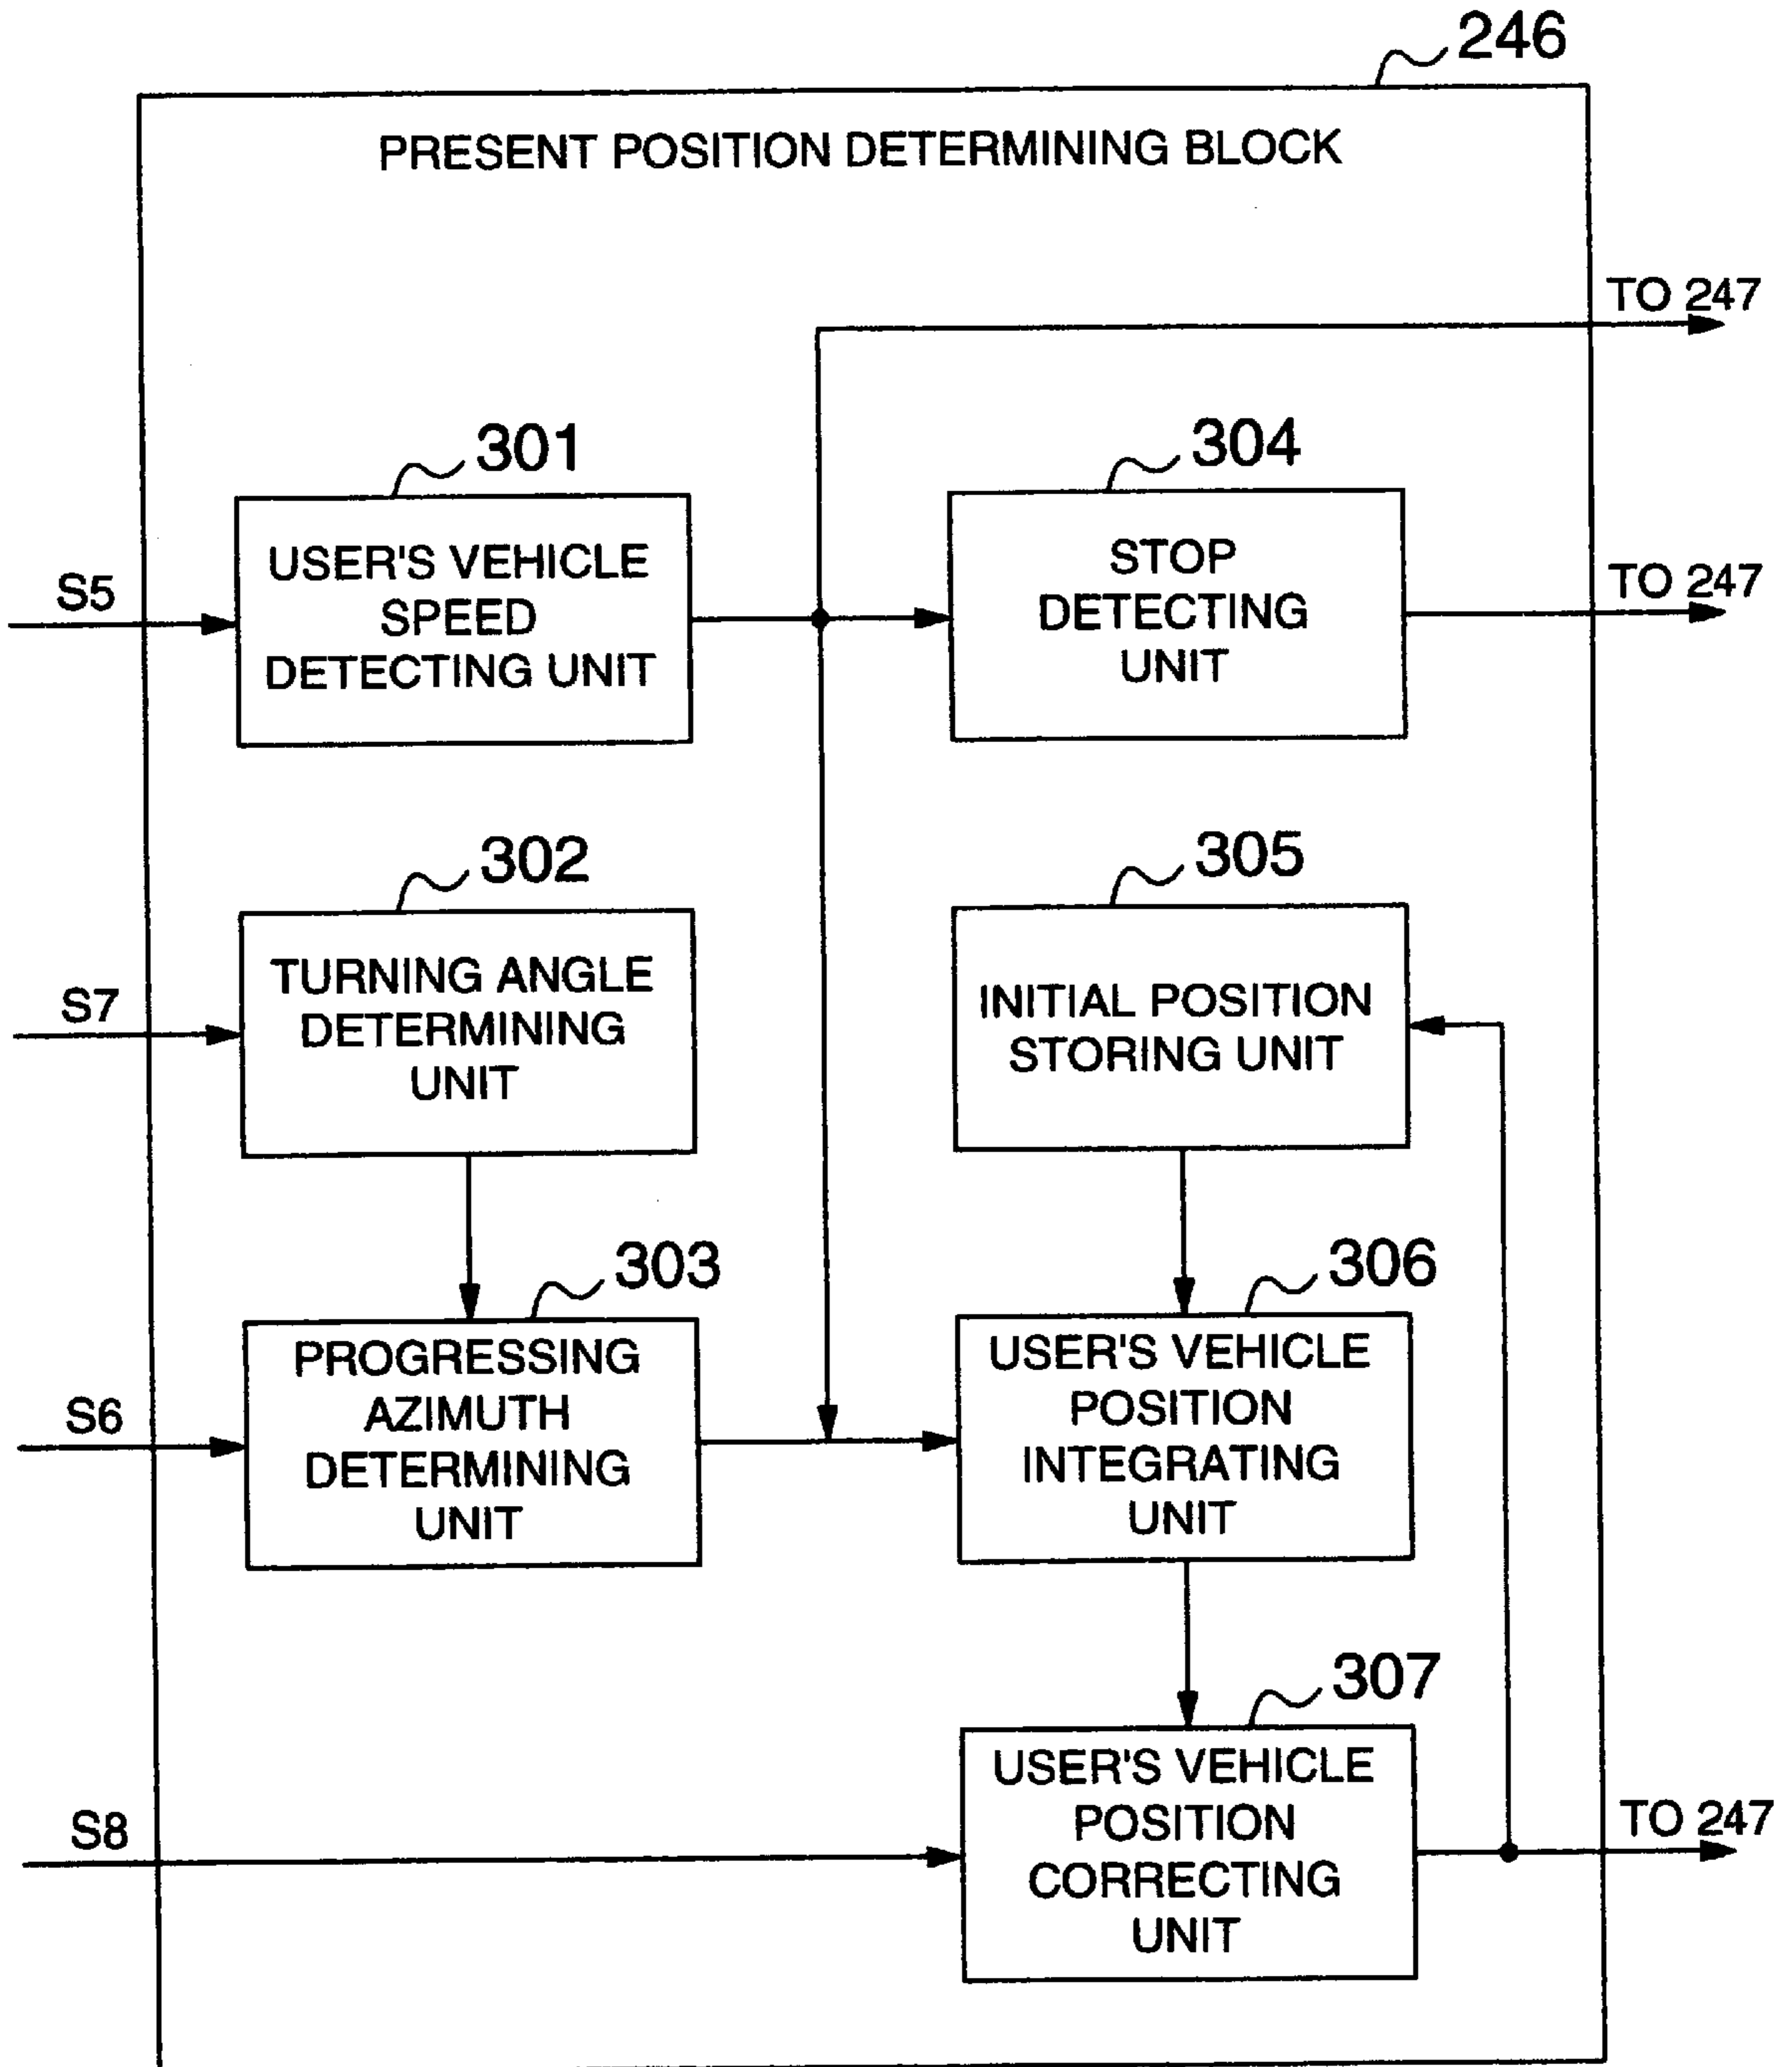 246
PRESENT POSITION DETERMINING BLOCK
TO 247
301
304
S5
USER'S VEHICLE
SPEED
DETECTING UNIT
STOP
DETECTING
UNIT
TO 247
302
305
S7
TURNING ANGLE
DETERMINING
UNIT
INITIAL POSITION
STORING UNIT
303
306
S6
PROGRESSING
AZIMUTH
DETERMINING
UNIT
USER'S VEHICLE
POSITION
INTEGRATING
UNIT
307
S8
USER'S VEHICLE
POSITION
CORRECTING
UNIT
TO 247